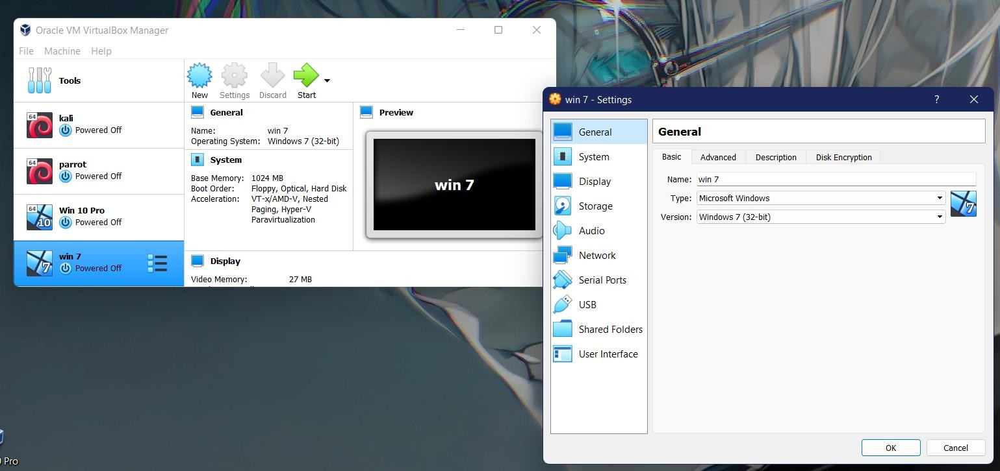 Oracle VM VirtualBox Manager
File Machine Help
Tools
New Settings Discard Start
64
kali
Powered Off
64
parrot
Powered Off
64
10
Win 10 Pro
Powered Off
7
win 7
Powered Off
General
Name: win 7
Operating System: Windows 7 (32-bit)
System
Base Memory: 1024 MB
Boot Order: Floppy, Optical, Hard Disk
Acceleration: VT-x/AMD-V, Nested
Paging, Hyper-V
Paravirtualization
Display
Video Memory: 27 MB
Preview
win 7
win 7 - Settings
?
General
System
Display
Storage
Audio
Network
Serial Ports
USB
Shared Folders
User Interface
General
Basic Advanced Description Disk Encryption
Name: win 7
Type: Microsoft Windows
Version: Windows 7 (32-bit)
7
OK Cancel
Pro